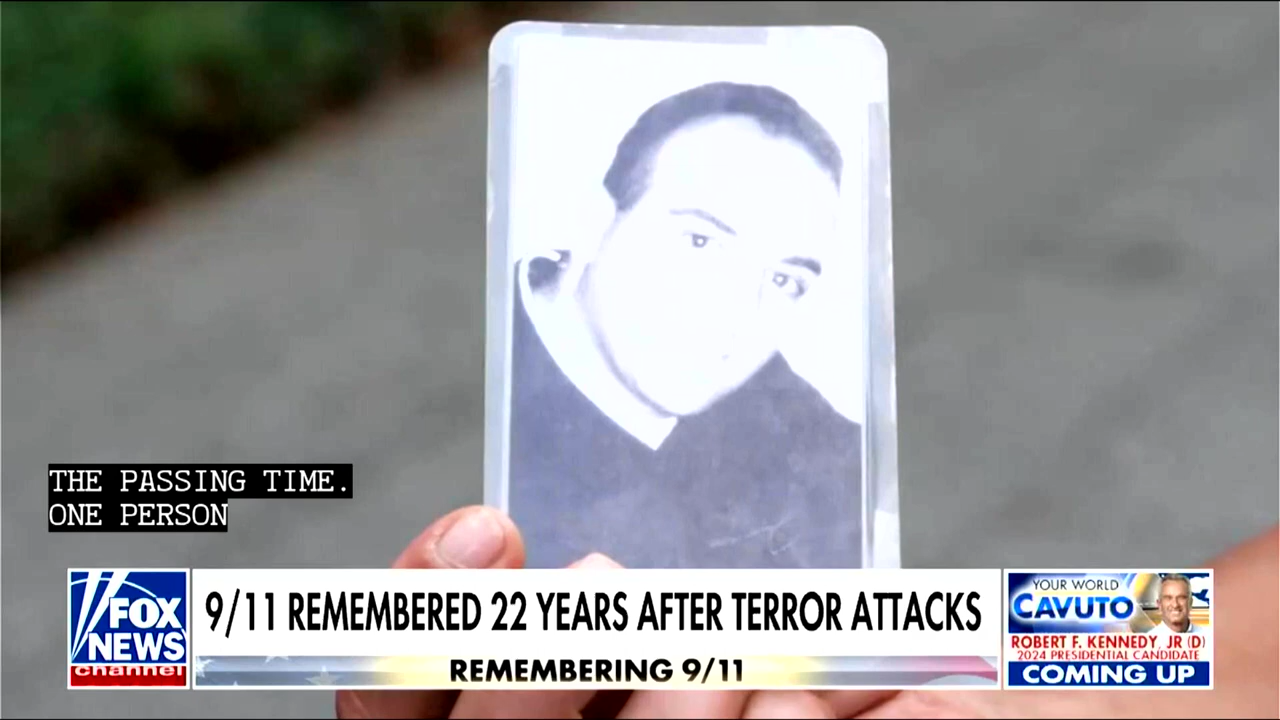 THE PASSING TIME.
ONE PERSON
FOX
NEWS
channel
9/11 REMEMBERED 22 YEARS AFTER TERROR ATTACKS
REMEMBERING 9/11
YOUR WORLD
CAVUTO
ROBERT F. KENNEDY, JR (D)
2024 PRESIDENTIAL CANDIDATE
COMING UP